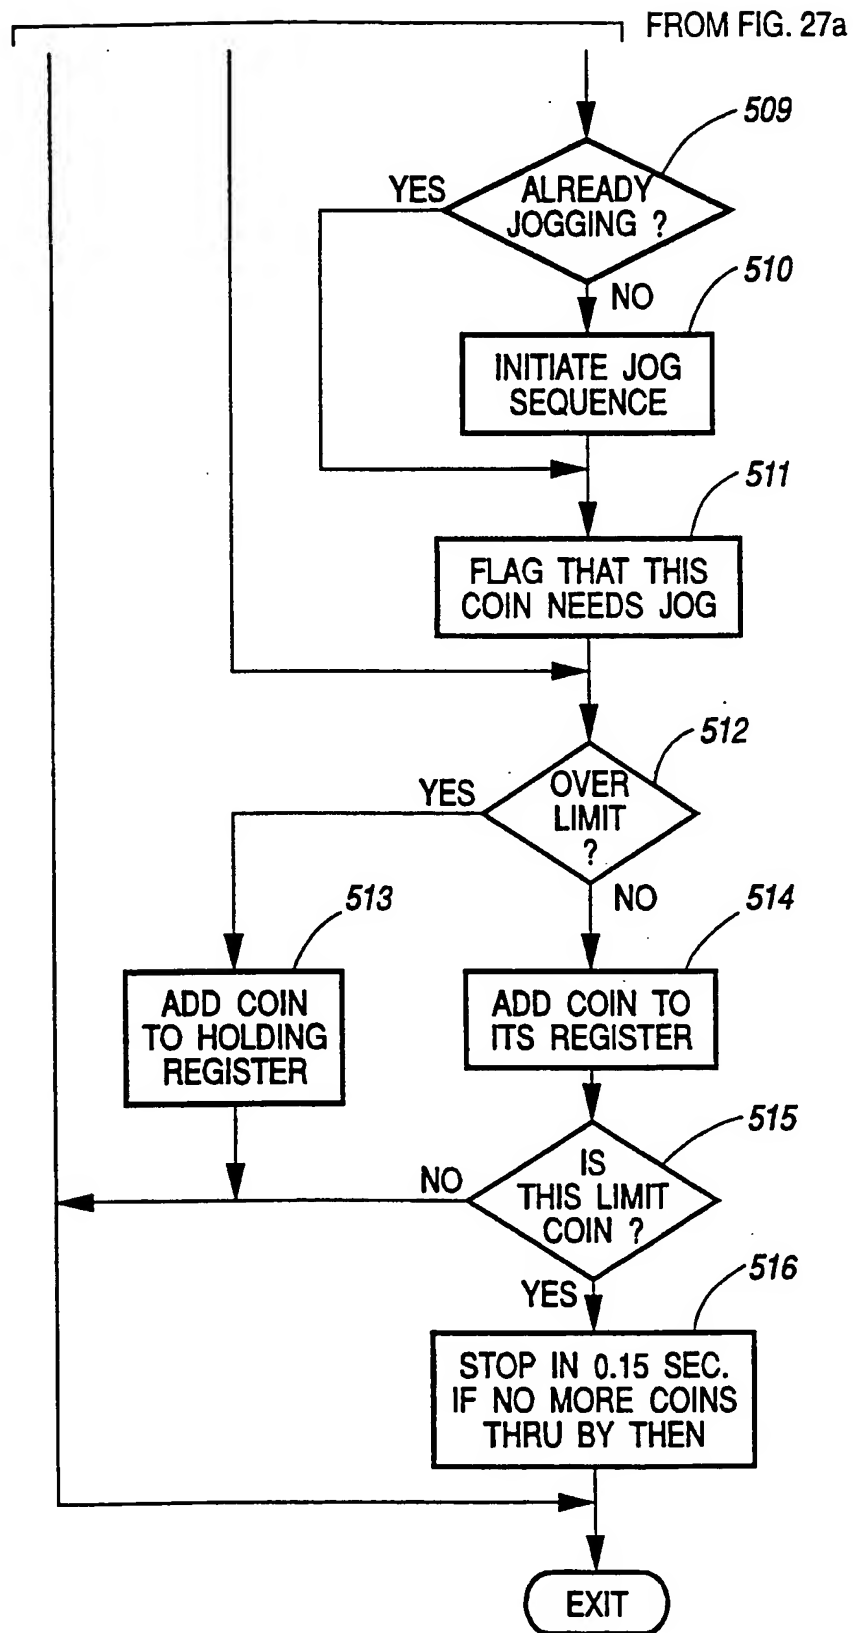 FROM FIG. 27a
509
YES
ALREADY
JOGGING ?
510
NO
INITIATE JOG
SEQUENCE
511
FLAG THAT THIS
COIN NEEDS JOG
512
YES
OVER
LIMIT
?
NO
513
514
ADD COIN
TO HOLDING
REGISTER
ADD COIN TO
ITS REGISTER
515
NO
IS
THIS LIMIT
COIN ?
516
YES
STOP IN 0.15 SEC.
IF NO MORE COINS
THRU BY THEN
EXIT